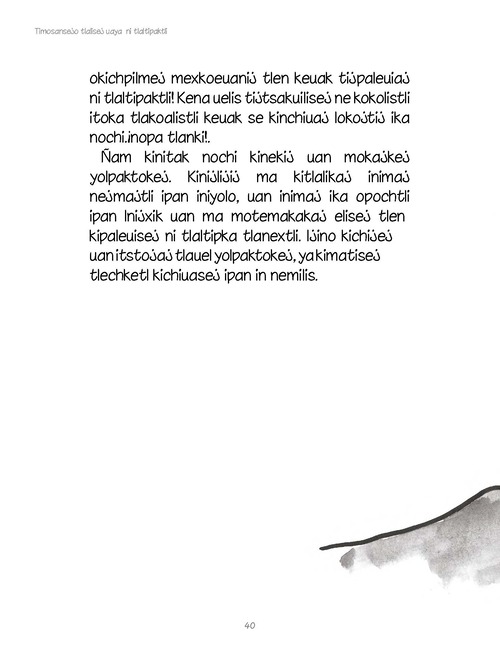 Timosansejo tlalisej uaya ni tlaltipaktli
okichpilmej mexkoeuanij tlen keuak tijpaleuiaj
ni tlaltipaktli! Kena uelis tijtsakuilisej ne kokolistli
itoka tlakoalistli keuak se kinchiuaj lokojtij ika
nochi.inopa tlanki!.
Ñam kinitak nochi kinekij uan mokajkej
yolpaktokej. Kinijlijij ma kitlalikaj inimaj
nejmajtli ipan iniyolo, uan inimaj ika opochtli
ipan Inijxik uan ma motemakakaj elisej tlen
kipaleuisej ni tlaltipka tlanextli. Ijino kichijej
uan itstojaj tlauel yolpaktokej, ya kimatisej
tlechketl kichiuasej ipan in nemilis.
40